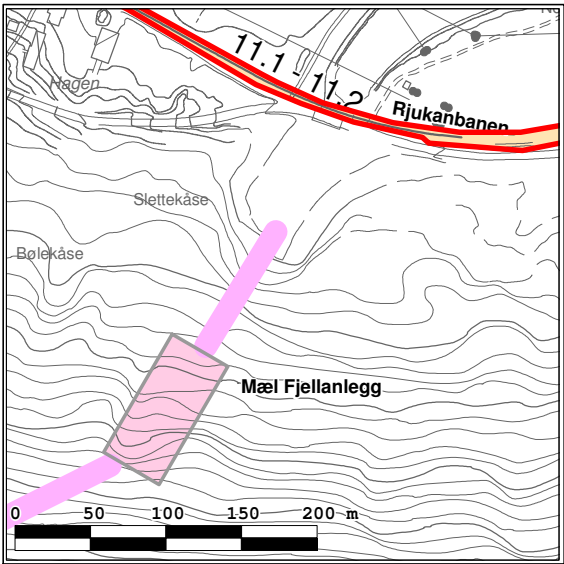 11.1 - 11.2
Hagen
Rjukanbanen
Slettekåse
Bølekåse
Mæl Fjellanlegg
0 50 100 150 200 m